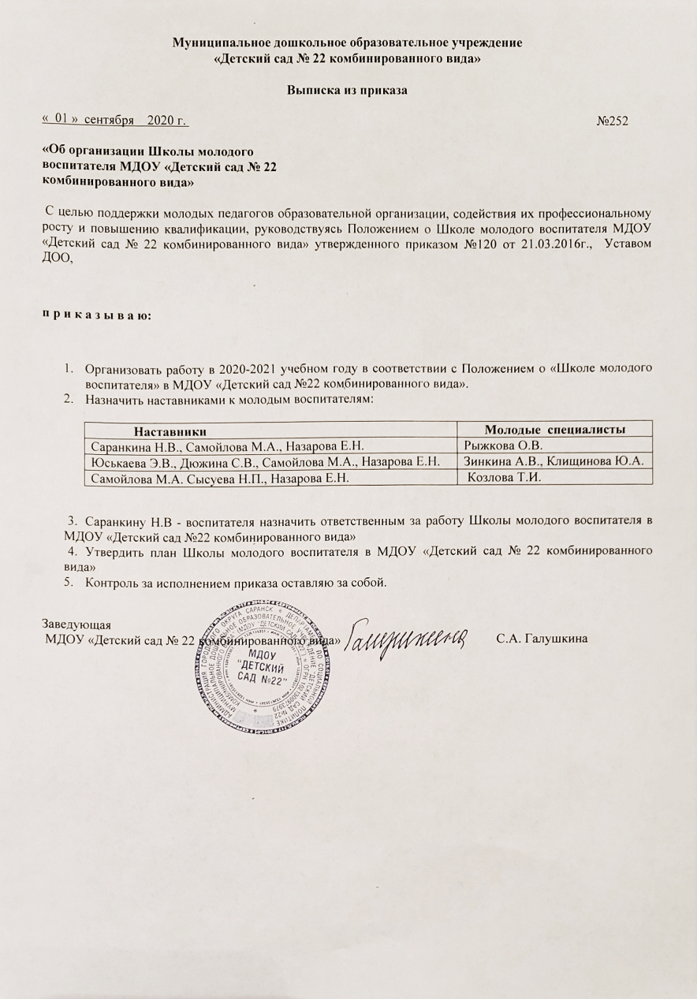 Муниципальное дошкольное образовательное учреждение
«Детский сад № 22 комбинированного вида»
Выписка из приказа
« 01 » сентября 2020 г. №252
«Об организации Школы молодого
воспитателя МДОУ «Детский сад № 22
комбинированного вида»
С целью поддержки молодых педагогов образовательной организации, содействия их профессиональному
росту и повышению квалификации, руководствуясь Положением о Школе молодого воспитателя МДОУ
«Детский сад № 22 комбинированного вида» утвержденного приказом №120 от 21.03.2016г., Уставом
ДОО,
п р и к а з ы в а ю:
1. Организовать работу в 2020-2021 учебном году в соответствии с Положением о «Школе молодого
воспитателя» в МДОУ «Детский сад №22 комбинированного вида».
2. Назначить наставниками к молодым воспитателям:
Наставники Молодые специалисты
Саранкина Н.В., Самойлова М.А., Назарова Е.Н. Рыжкова О.В.
Юськаева Э.В., Дюжина С.В., Самойлова М.А., Назарова Е.Н. Зинкина А.В., Клищинова Ю.А.
Самойлова М.А. Сысуева Н.П., Назарова Е.Н. Козлова Т.И.
3. Саранкину Н.В - воспитателя назначить ответственным за работу Школы молодого воспитателя в
МДОУ «Детский сад №22 комбинированного вида»
4. Утвердить план Школы молодого воспитателя в МДОУ «Детский сад № 22 комбинированного
вида»
5. Контроль за исполнением приказа оставляю за собой.
Заведующая
МДОУ «Детский сад № 22 комбинированного вида» Галушкина С.А. Галушкина
МДОУ
"ДЕТСКИЙ
САД №22"